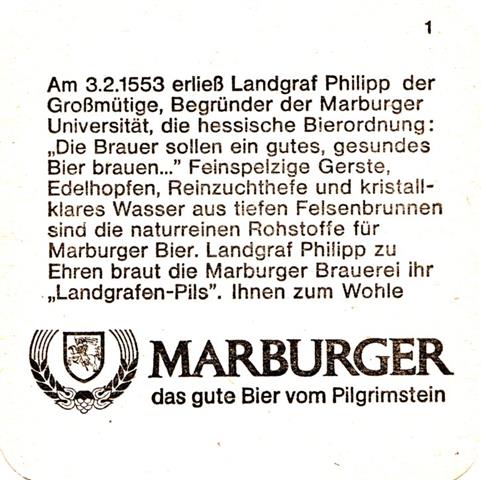 1
Am 3.2.1553 erließ Landgraf Philipp der
Großmütige, Begründer der Marburger
Universität, die hessische Bierordnung:
„Die Brauer sollen ein gutes, gesundes
Bier brauen...” Feinspelzige Gerste,
Edelhopfen, Reinzuchthefe und kristall-
klares Wasser aus tiefen Felsenbrunnen
sind die naturreinen Rohstoffe für
Marburger Bier. Landgraf Philipp zu
Ehren braut die Marburger Brauerei ihr
„Landgrafen-Pils”. Ihnen zum Wohle
MARBURGER
das gute Bier vom Pilgrimstein